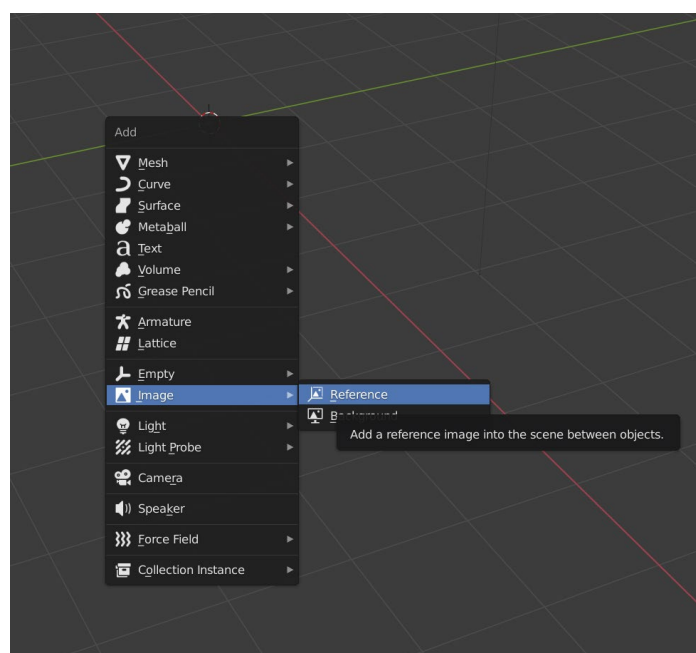 Add
Mesh
Curve
Surface
Metaball
Text
Volume
Grease Pencil
Armature
Lattice
Empty
Image
Reference
Add a reference image into the scene between objects.
Light
Light Probe
Camera
Speaker
Force Field
Collection Instance